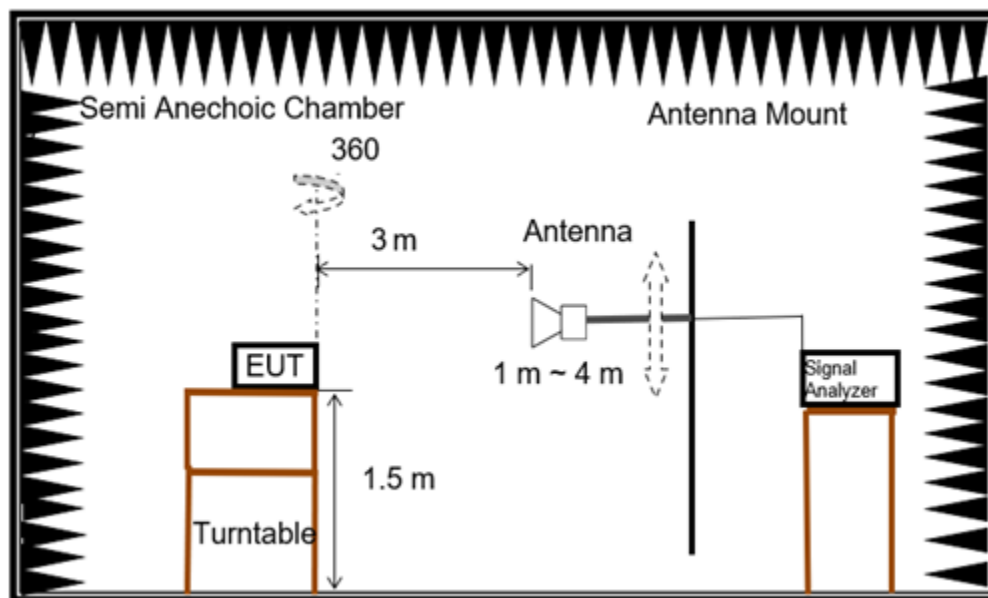 Semi Anechoic Chamber
Antenna Mount
360
3 m
Antenna
EUT
1 m ~ 4 m
Signal
Analyzer
1.5 m
Turntable